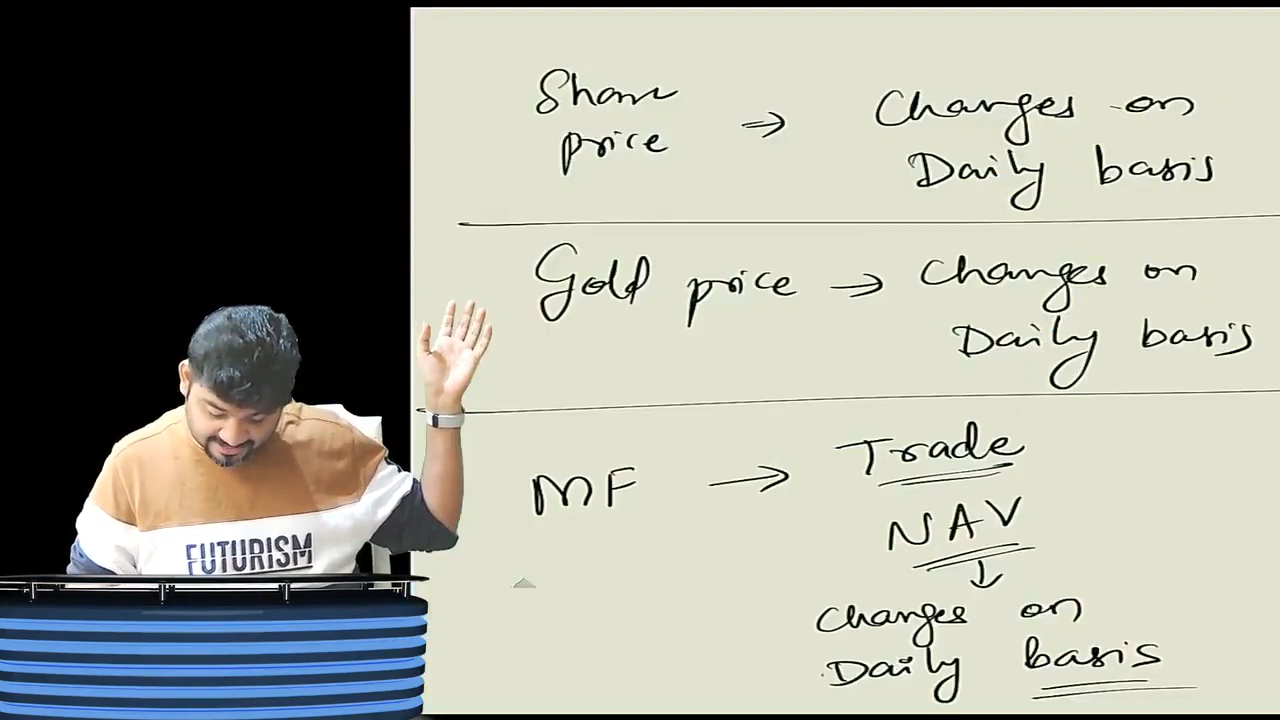 Share
price → Changes on
Daily basis
Gold price → Changes on
Daily basis
MF → Trade
NAV
↓
Changes on
Daily basis
FUTURISM